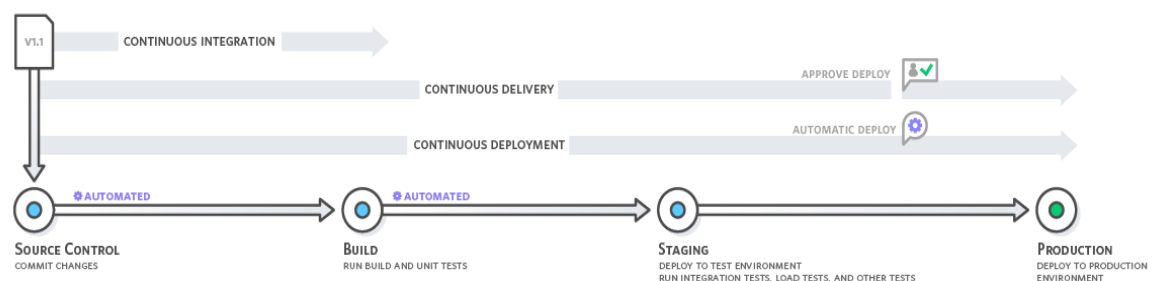 V1.1
CONTINUOUS INTEGRATION
APPROVE DEPLOY
CONTINUOUS DELIVERY
AUTOMATIC DEPLOY
CONTINUOUS DEPLOYMENT
AUTOMATED
AUTOMATED
SOURCE CONTROL
COMMIT CHANGES
BUILD
RUN BUILD AND UNIT TESTS
STAGING
DEPLOY TO TEST ENVIRONMENT
RUN INTEGRATION TESTS, LOAD TESTS, AND OTHER TESTS
PRODUCTION
DEPLOY TO PRODUCTION
ENVIRONMENT